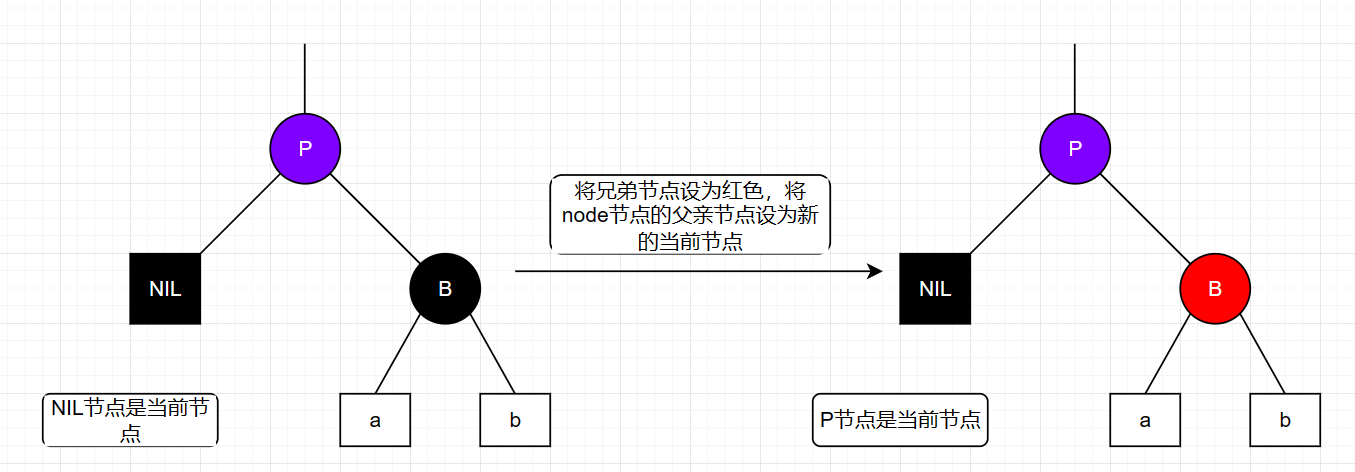 P
P
将兄弟节点设为红色，将
node节点的父亲节点设为新
的当前节点
NIL
B
NIL
B
NIL节点是当前节
点
a
b
P节点是当前节点
a
b